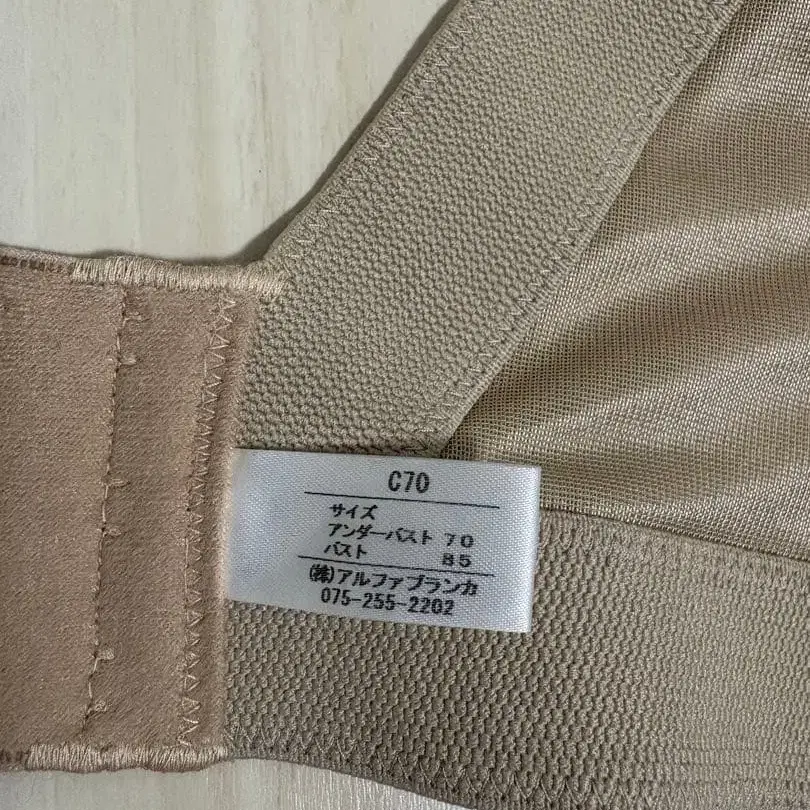 C70
サイズ
アンダーバスト 70
バスト 85
(株)アルファブランカ
075-255-2202